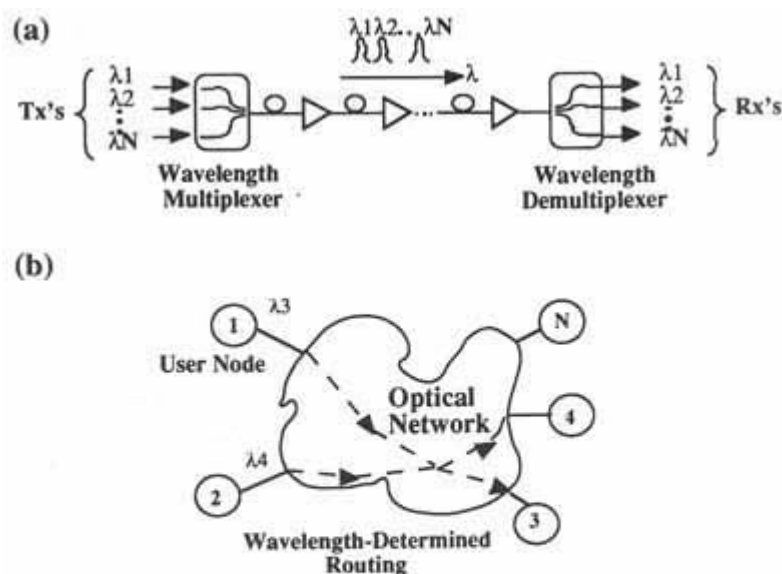 (a)
λ1λ2...λN
λ
Tx's
λ1
λ2
λN
Wavelength
Multiplexer
λ1
λ2
λN
Rx's
Wavelength
Demultiplexer
(b)
1
λ3
User Node
N
Optical
Network
4
λ4
2
3
Wavelength-Determined
Routing